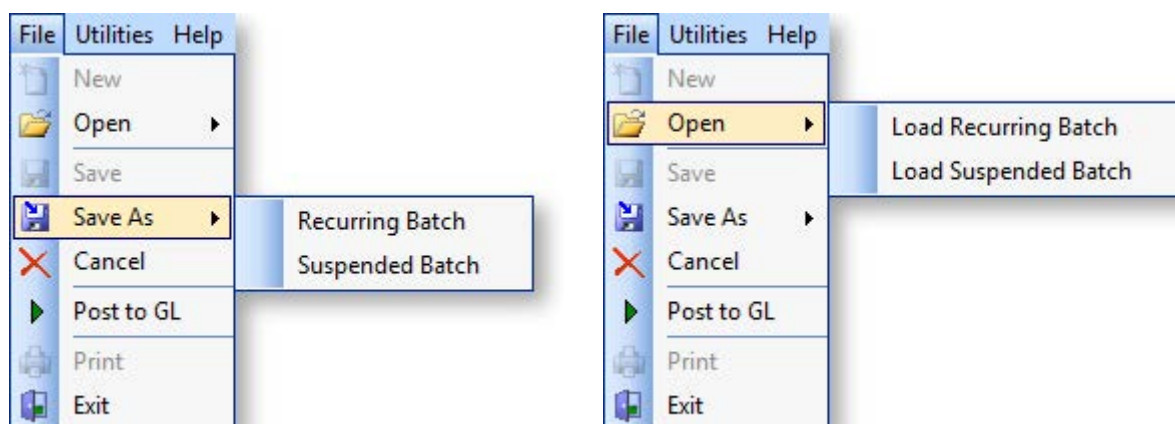 File Utilities Help
New
Open
Save
Save As
Recurring Batch
Cancel
Suspended Batch
Post to GL
Print
Exit
File Utilities Help
New
Open
Load Recurring Batch
Save
Load Suspended Batch
Save As
Cancel
Post to GL
Print
Exit